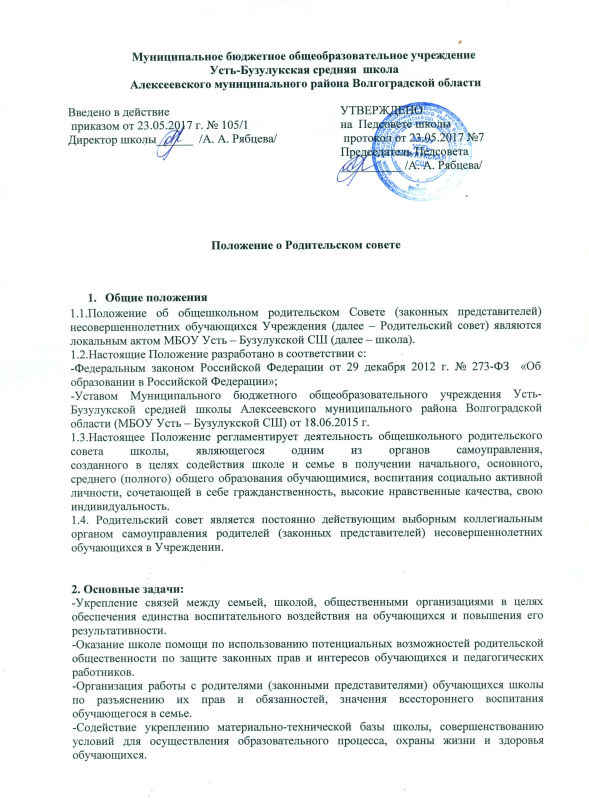 Муниципальное бюджетное общеобразовательное учреждение
Усть-Бузулукская средняя школа
Алексеевского муниципального района Волгоградской области
Введено в действие
приказом от 23.05.2017 г. № 105/1
Директор школы ______ /А. А. Рябцева/
УТВЕРЖДЕНО
на Педсовете школы
протокол от 23.05.2017 №7
Председатель Педсовета
__________ /А. А. Рябцева/
Положение о Родительском совете
1. Общие положения
1.1.Положение об общешкольном родительском Совете (законных представителей)
несовершеннолетних обучающихся Учреждения (далее – Родительский совет) являются
локальным актом МБОУ Усть – Бузулукской СШ (далее – школа).
1.2.Настоящие Положение разработано в соответствии с:
-Федеральным законом Российской Федерации от 29 декабря 2012 г. № 273-ФЗ «Об
образовании в Российской Федерации»;
-Уставом Муниципального бюджетного общеобразовательного учреждения Усть-
Бузулукской средней школы Алексеевского муниципального района Волгоградской
области (МБОУ Усть – Бузулукской СШ) от 18.06.2015 г.
1.3.Настоящее Положение регламентирует деятельность общешкольного родительского
совета школы, являющегося одним из органов самоуправления,
созданного в целях содействия школе и семье в получении начального, основного,
среднего (полного) общего образования обучающимися, воспитания социально активной
личности, сочетающей в себе гражданственность, высокие нравственные качества, свою
индивидуальность.
1.4. Родительский совет является постоянно действующим выборным коллегиальным
органом самоуправления родителей (законных представителей) несовершеннолетних
обучающихся в Учреждении.
2. Основные задачи:
-Укрепление связей между семьей, школой, общественными организациями в целях
обеспечения единства воспитательного воздействия на обучающихся и повышения его
результативности.
-Оказание школе помощи по использованию потенциальных возможностей родительской
общественности по защите законных прав и интересов обучающихся и педагогических
работников.
-Организация работы с родителями (законными представителями) обучающихся школы
по разъяснению их прав и обязанностей, значения всестороннего воспитания
обучающегося в семье.
-Содействие укреплению материально-технической базы школы, совершенствованию
условий для осуществления образовательного процесса, охраны жизни и здоровья
обучающихся.